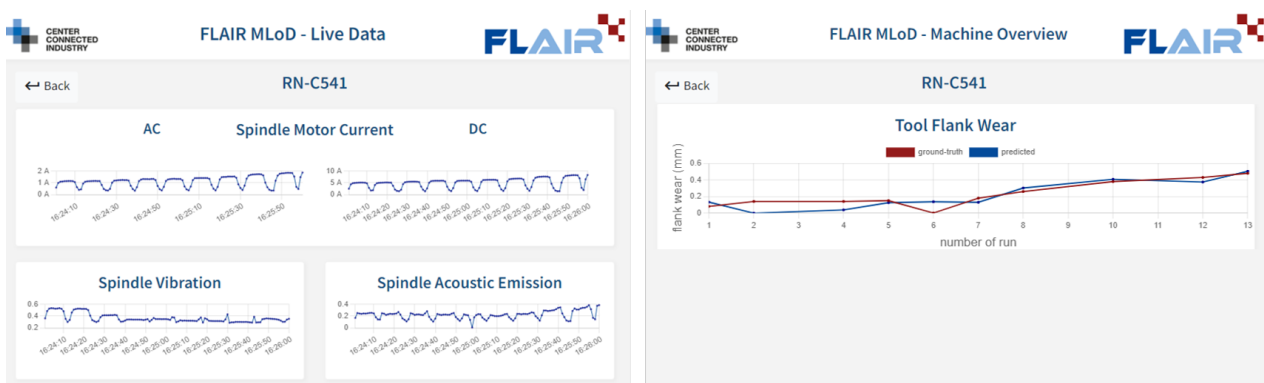 CENTER
CONNECTED
INDUSTRY
FLAIR MLoD - Live Data
FLAIR
Back
RN-C541
AC
Spindle Motor Current
DC
2 A
1 A
0 A
16:24:10
16:24:30
16:24:50
16:25:10
16:25:30
16:25:50
10 A
5 A
0 A
16:24:10
16:24:20
16:24:30
16:24:40
16:24:50
16:25:00
16:25:10
16:25:20
16:25:30
16:25:40
16:25:50
16:26:00
Spindle Vibration
0.6
0.4
0.2
16:24:10
16:24:20
16:24:30
16:24:40
16:24:50
16:25:00
16:25:10
16:25:20
16:25:30
16:25:40
16:25:50
16:26:00
Spindle Acoustic Emission
0.4
0.2
0
16:24:10
16:24:20
16:24:30
16:24:40
16:24:50
16:25:00
16:25:10
16:25:20
16:25:30
16:25:40
16:25:50
16:26:00
CENTER
CONNECTED
INDUSTRY
FLAIR MLoD - Machine Overview
FLAIR
Back
RN-C541
Tool Flank Wear
ground-truth predicted
flank wear (mm)
0.6
0.4
0.2
0
1 2 3 4 5 6 7 8 9 10 11 12 13
number of run